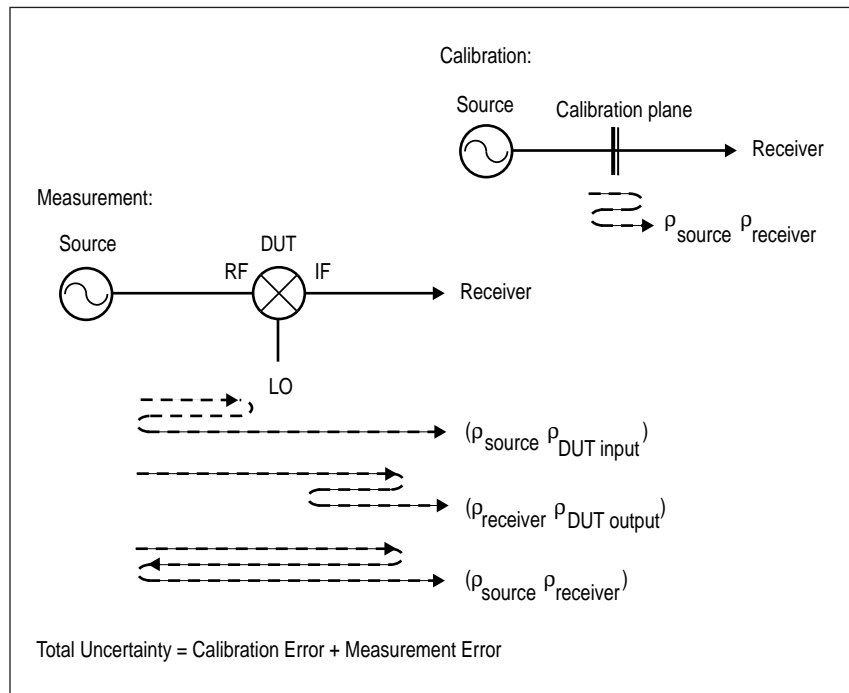 Calibration:
Source
Calibration plane
Receiver
ρsource ρreceiver
Measurement:
Source
DUT
RF
IF
Receiver
LO
(ρsource ρDUT input)
(ρreceiver ρDUT output)
(ρsource ρreceiver)
Total Uncertainty = Calibration Error + Measurement Error